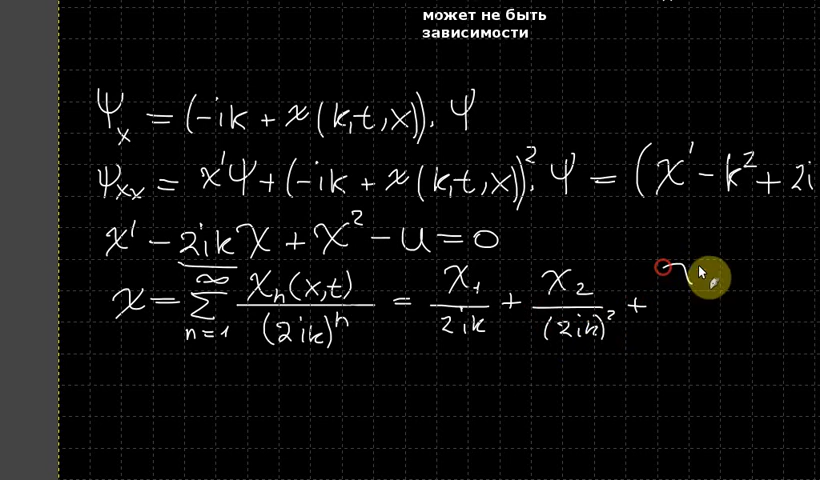 может не быть
зависимости
Ψ_x = (-ik + χ(k,t,x)). Ψ
Ψ_xx = χ'Ψ + (-ik + χ(k,t,x))². Ψ = (χ' - k² + 2i
χ' - 2ikχ + χ² - u = 0
χ = ∑_{n=1}^{∞} χ_n(x,t)/(2ik)^n = χ_1/2ik + χ_2/(2ik)² +